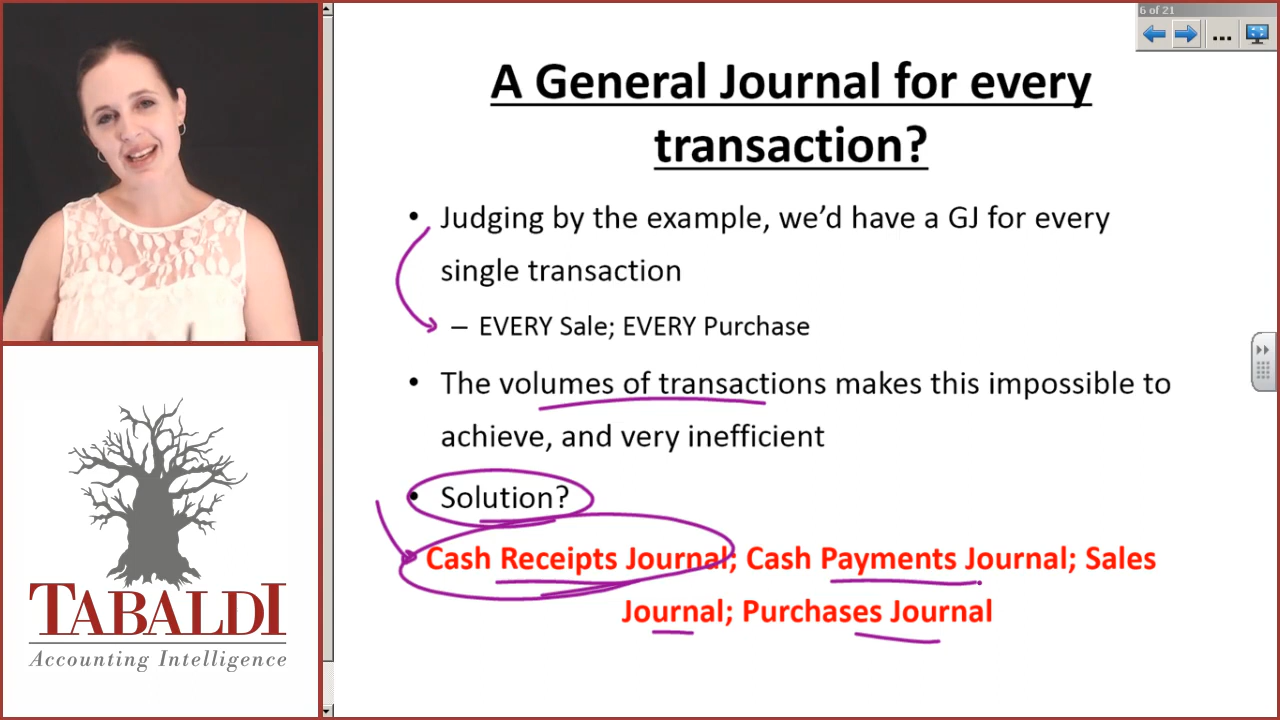 6 of 21
A General Journal for every
transaction?
• Judging by the example, we'd have a GJ for every
single transaction
– EVERY Sale; EVERY Purchase
• The volumes of transactions makes this impossible to
achieve, and very inefficient
• Solution?
Cash Receipts Journal; Cash Payments Journal; Sales
Journal; Purchases Journal
TABALDI
Accounting Intelligence